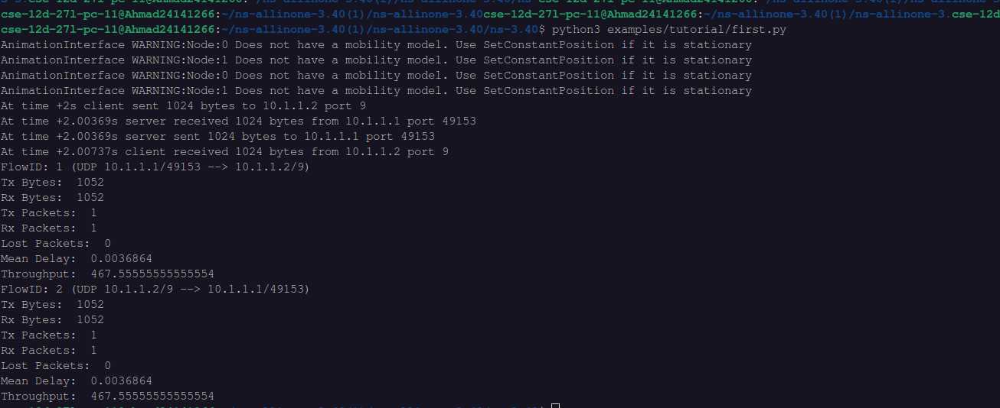 cse-12d-27l-pc-11@Ahmad24141266:~/ns-allinone-3.40(1)/ns-allinone-3.40cse-12d-27l-pc-11@Ahmad24141266:~/ns-allinone-3.40(1)/ns-allinone-3.cse-12d
cse-12d-27l-pc-11@Ahmad24141266:~/ns-allinone-3.40(1)/ns-allinone-3.40/ns-3.40$ python3 examples/tutorial/first.py
AnimationInterface WARNING:Node:0 Does not have a mobility model. Use SetConstantPosition if it is stationary
AnimationInterface WARNING:Node:1 Does not have a mobility model. Use SetConstantPosition if it is stationary
AnimationInterface WARNING:Node:0 Does not have a mobility model. Use SetConstantPosition if it is stationary
AnimationInterface WARNING:Node:1 Does not have a mobility model. Use SetConstantPosition if it is stationary
At time +2s client sent 1024 bytes to 10.1.1.2 port 9
At time +2.00369s server received 1024 bytes from 10.1.1.1 port 49153
At time +2.00369s server sent 1024 bytes to 10.1.1.1 port 49153
At time +2.00737s client received 1024 bytes from 10.1.1.2 port 9
FlowID: 1 (UDP 10.1.1.1/49153 --> 10.1.1.2/9)
Tx Bytes:  1052
Rx Bytes:  1052
Tx Packets:  1
Rx Packets:  1
Lost Packets:  0
Mean Delay:  0.0036864
Throughput:  467.55555555555554
FlowID: 2 (UDP 10.1.1.2/9 --> 10.1.1.1/49153)
Tx Bytes:  1052
Rx Bytes:  1052
Tx Packets:  1
Rx Packets:  1
Lost Packets:  0
Mean Delay:  0.0036864
Throughput:  467.55555555555554